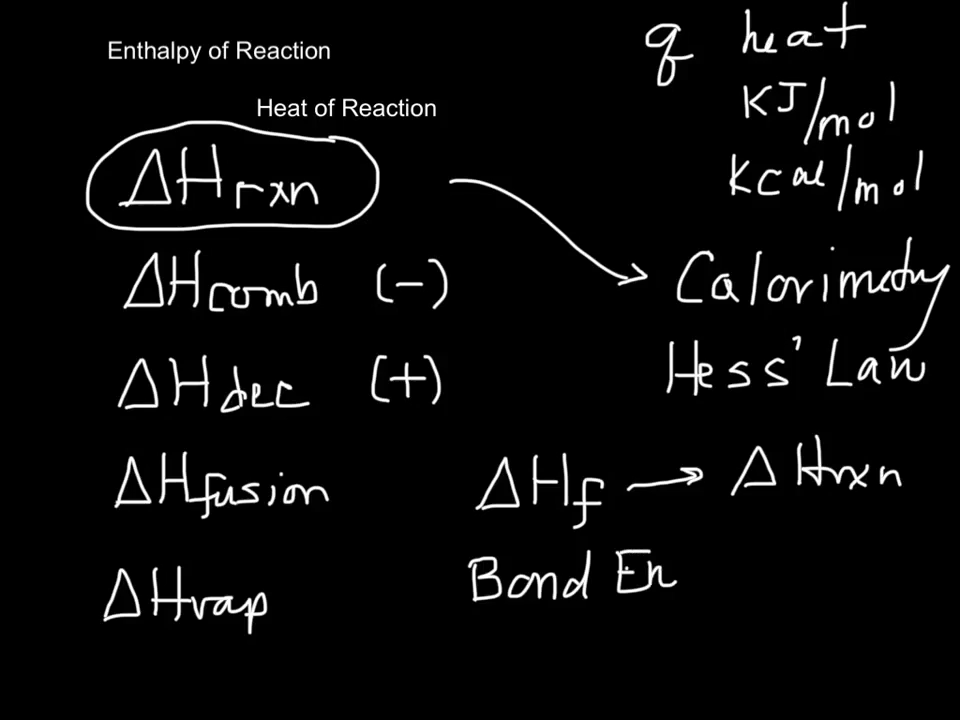 Enthalpy of Reaction
Heat of Reaction
q heat
KJ/mol
Kcal/mol
ΔHrxn
Calorimetry
ΔHcomb (-)
Hess' Law
ΔHdec (+)
ΔHfusion
ΔHf → ΔHrxn
Bond En
ΔHvap